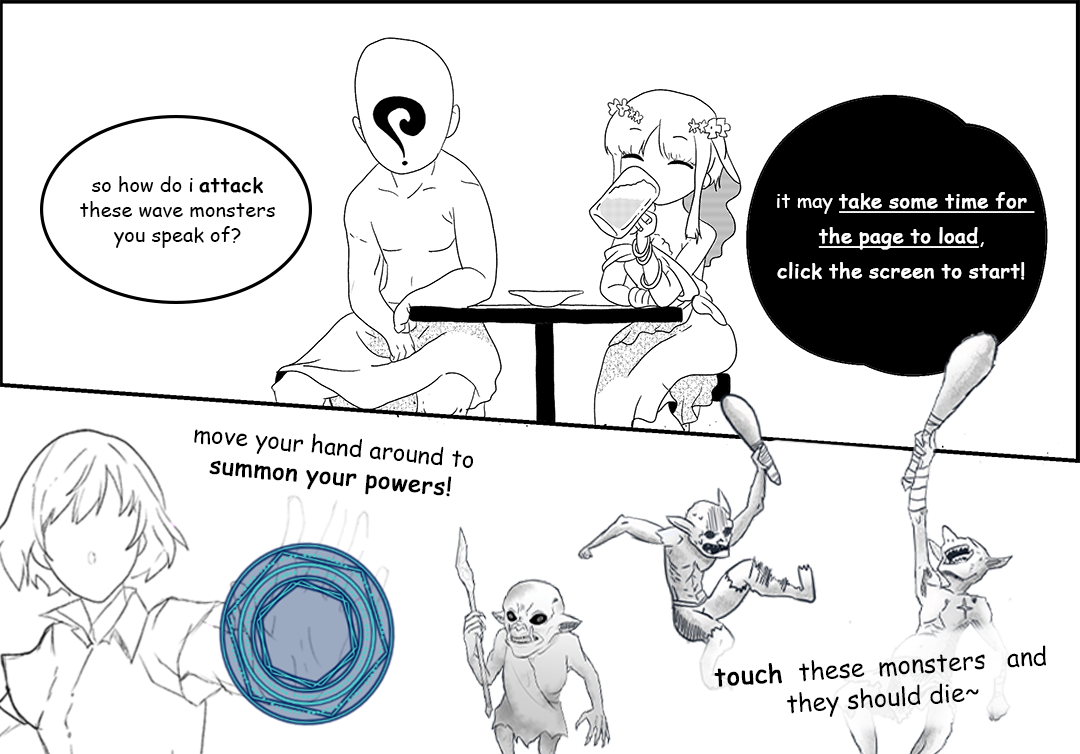 so how do i attack
these wave monsters
you speak of?
it may take some time for
the page to load,
click the screen to start!
move your hand around to
summon your powers!
touch these monsters and
they should die~